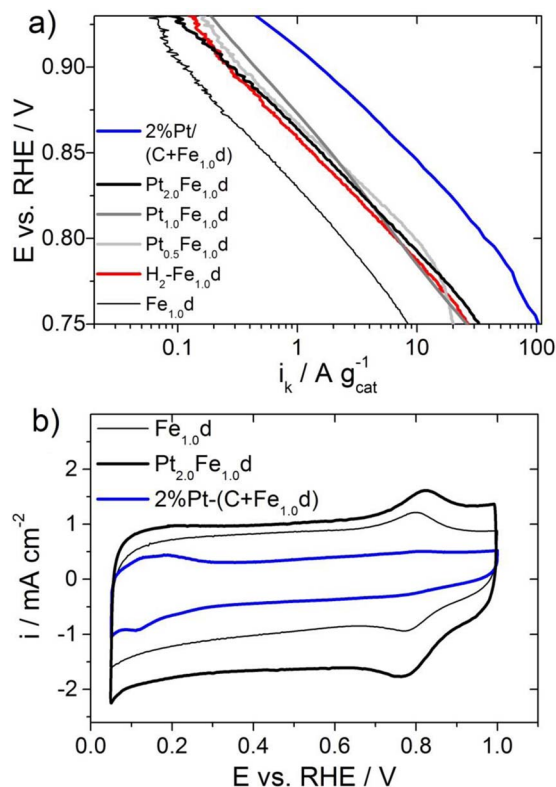 a)
0.90
0.85
0.80
0.75
E vs. RHE / V
2%Pt/
(C+Fe1.0d)
Pt2.0Fe1.0d
Pt1.0Fe1.0d
Pt0.5Fe1.0d
H2-Fe1.0d
Fe1.0d
0.1 1 10 100
ik / A g-1cat
b)
Fe1.0d
Pt2.0Fe1.0d
2%Pt-(C+Fe1.0d)
2
1
0
-1
-2
i / mA cm-2
0.0 0.2 0.4 0.6 0.8 1.0
E vs. RHE / V